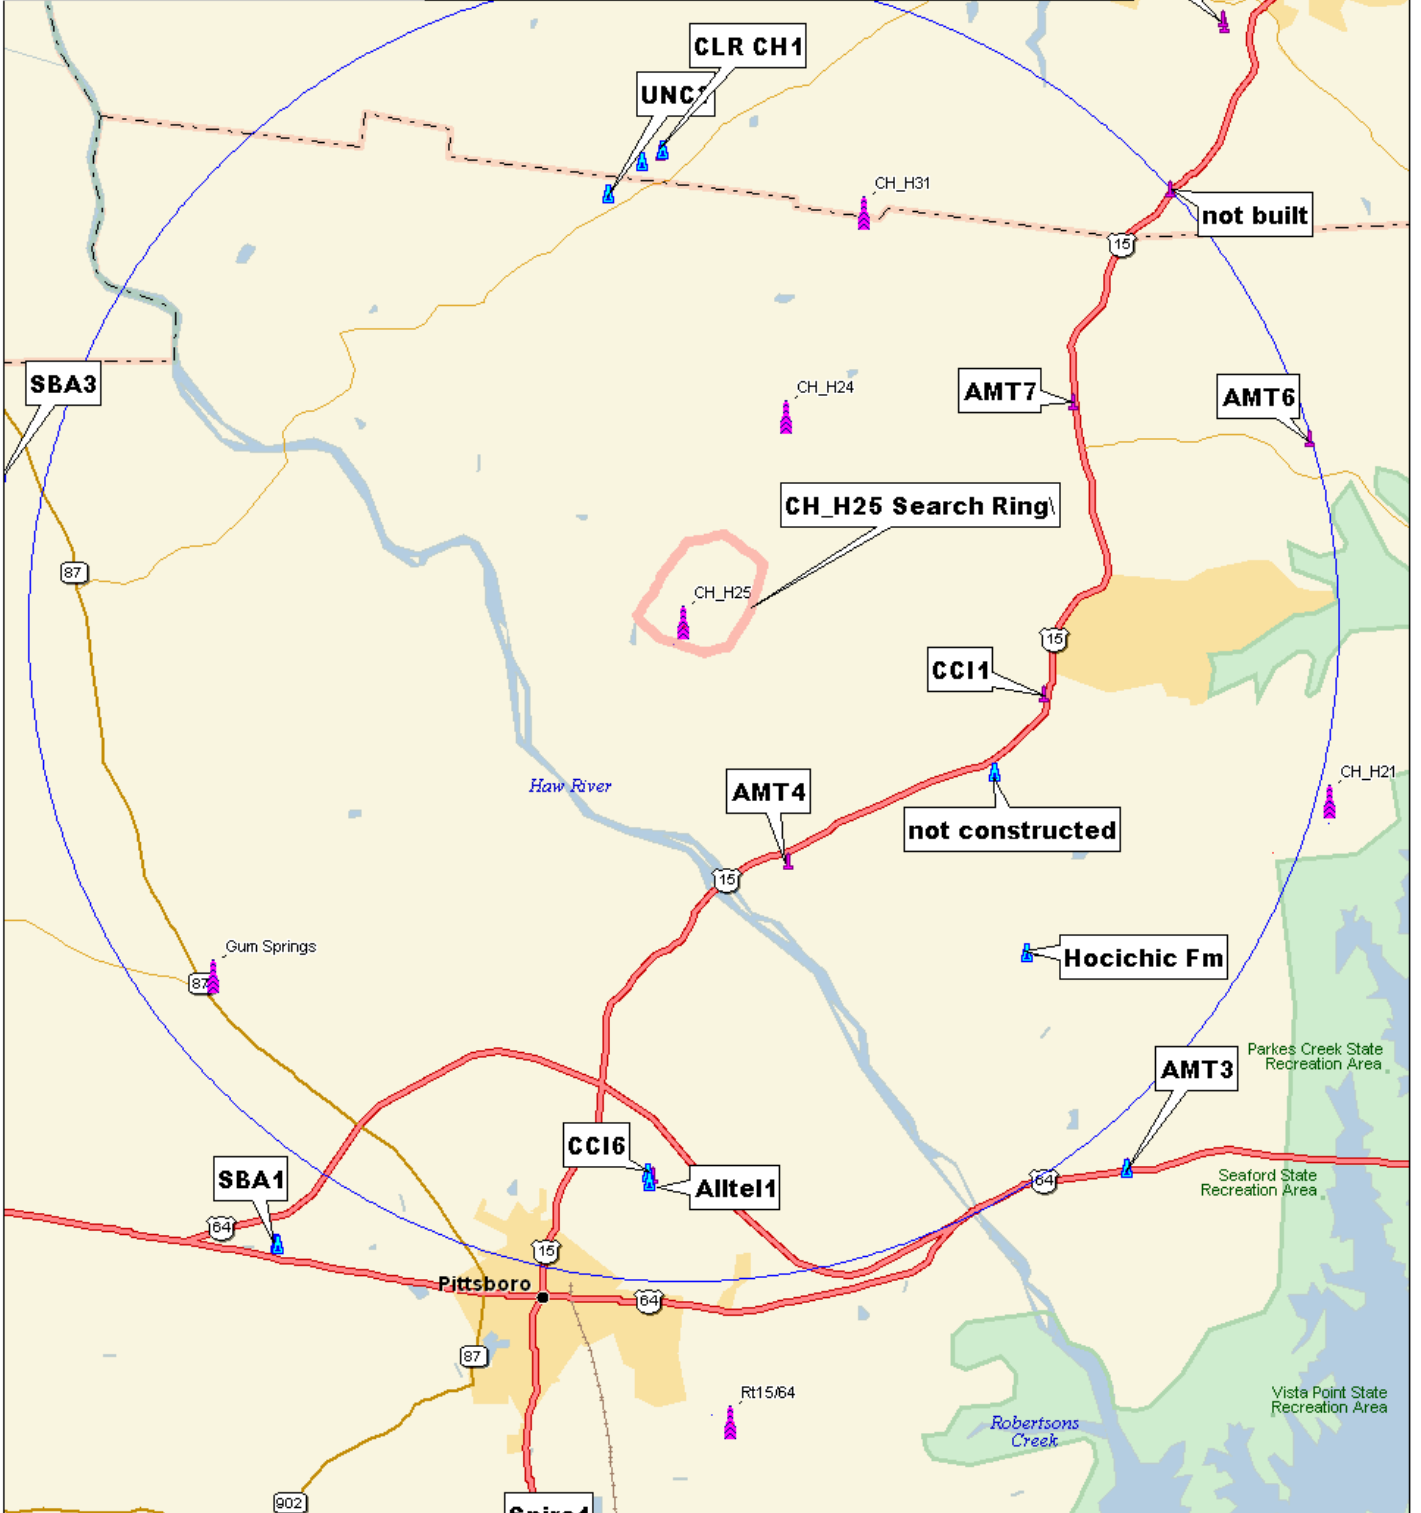 CLR CH1
UNC
CH_H31
not built
15
SBA3
CH_H24
AMT7
AMT6
CH_H25 Search Ring\
87
CH_H25
15
CCI1
Haw River
AMT4
CH_H21
not constructed
15
Gum Springs
87
Hocichic Fm
Parkes Creek State
Recreation Area
AMT3
CCI6
SBA1
Alltel1
64
Seaford State
Recreation Area
64
15
Pittsboro
64
87
Rt15/64
Vista Point State
Recreation Area
Robertsons
Creek
902